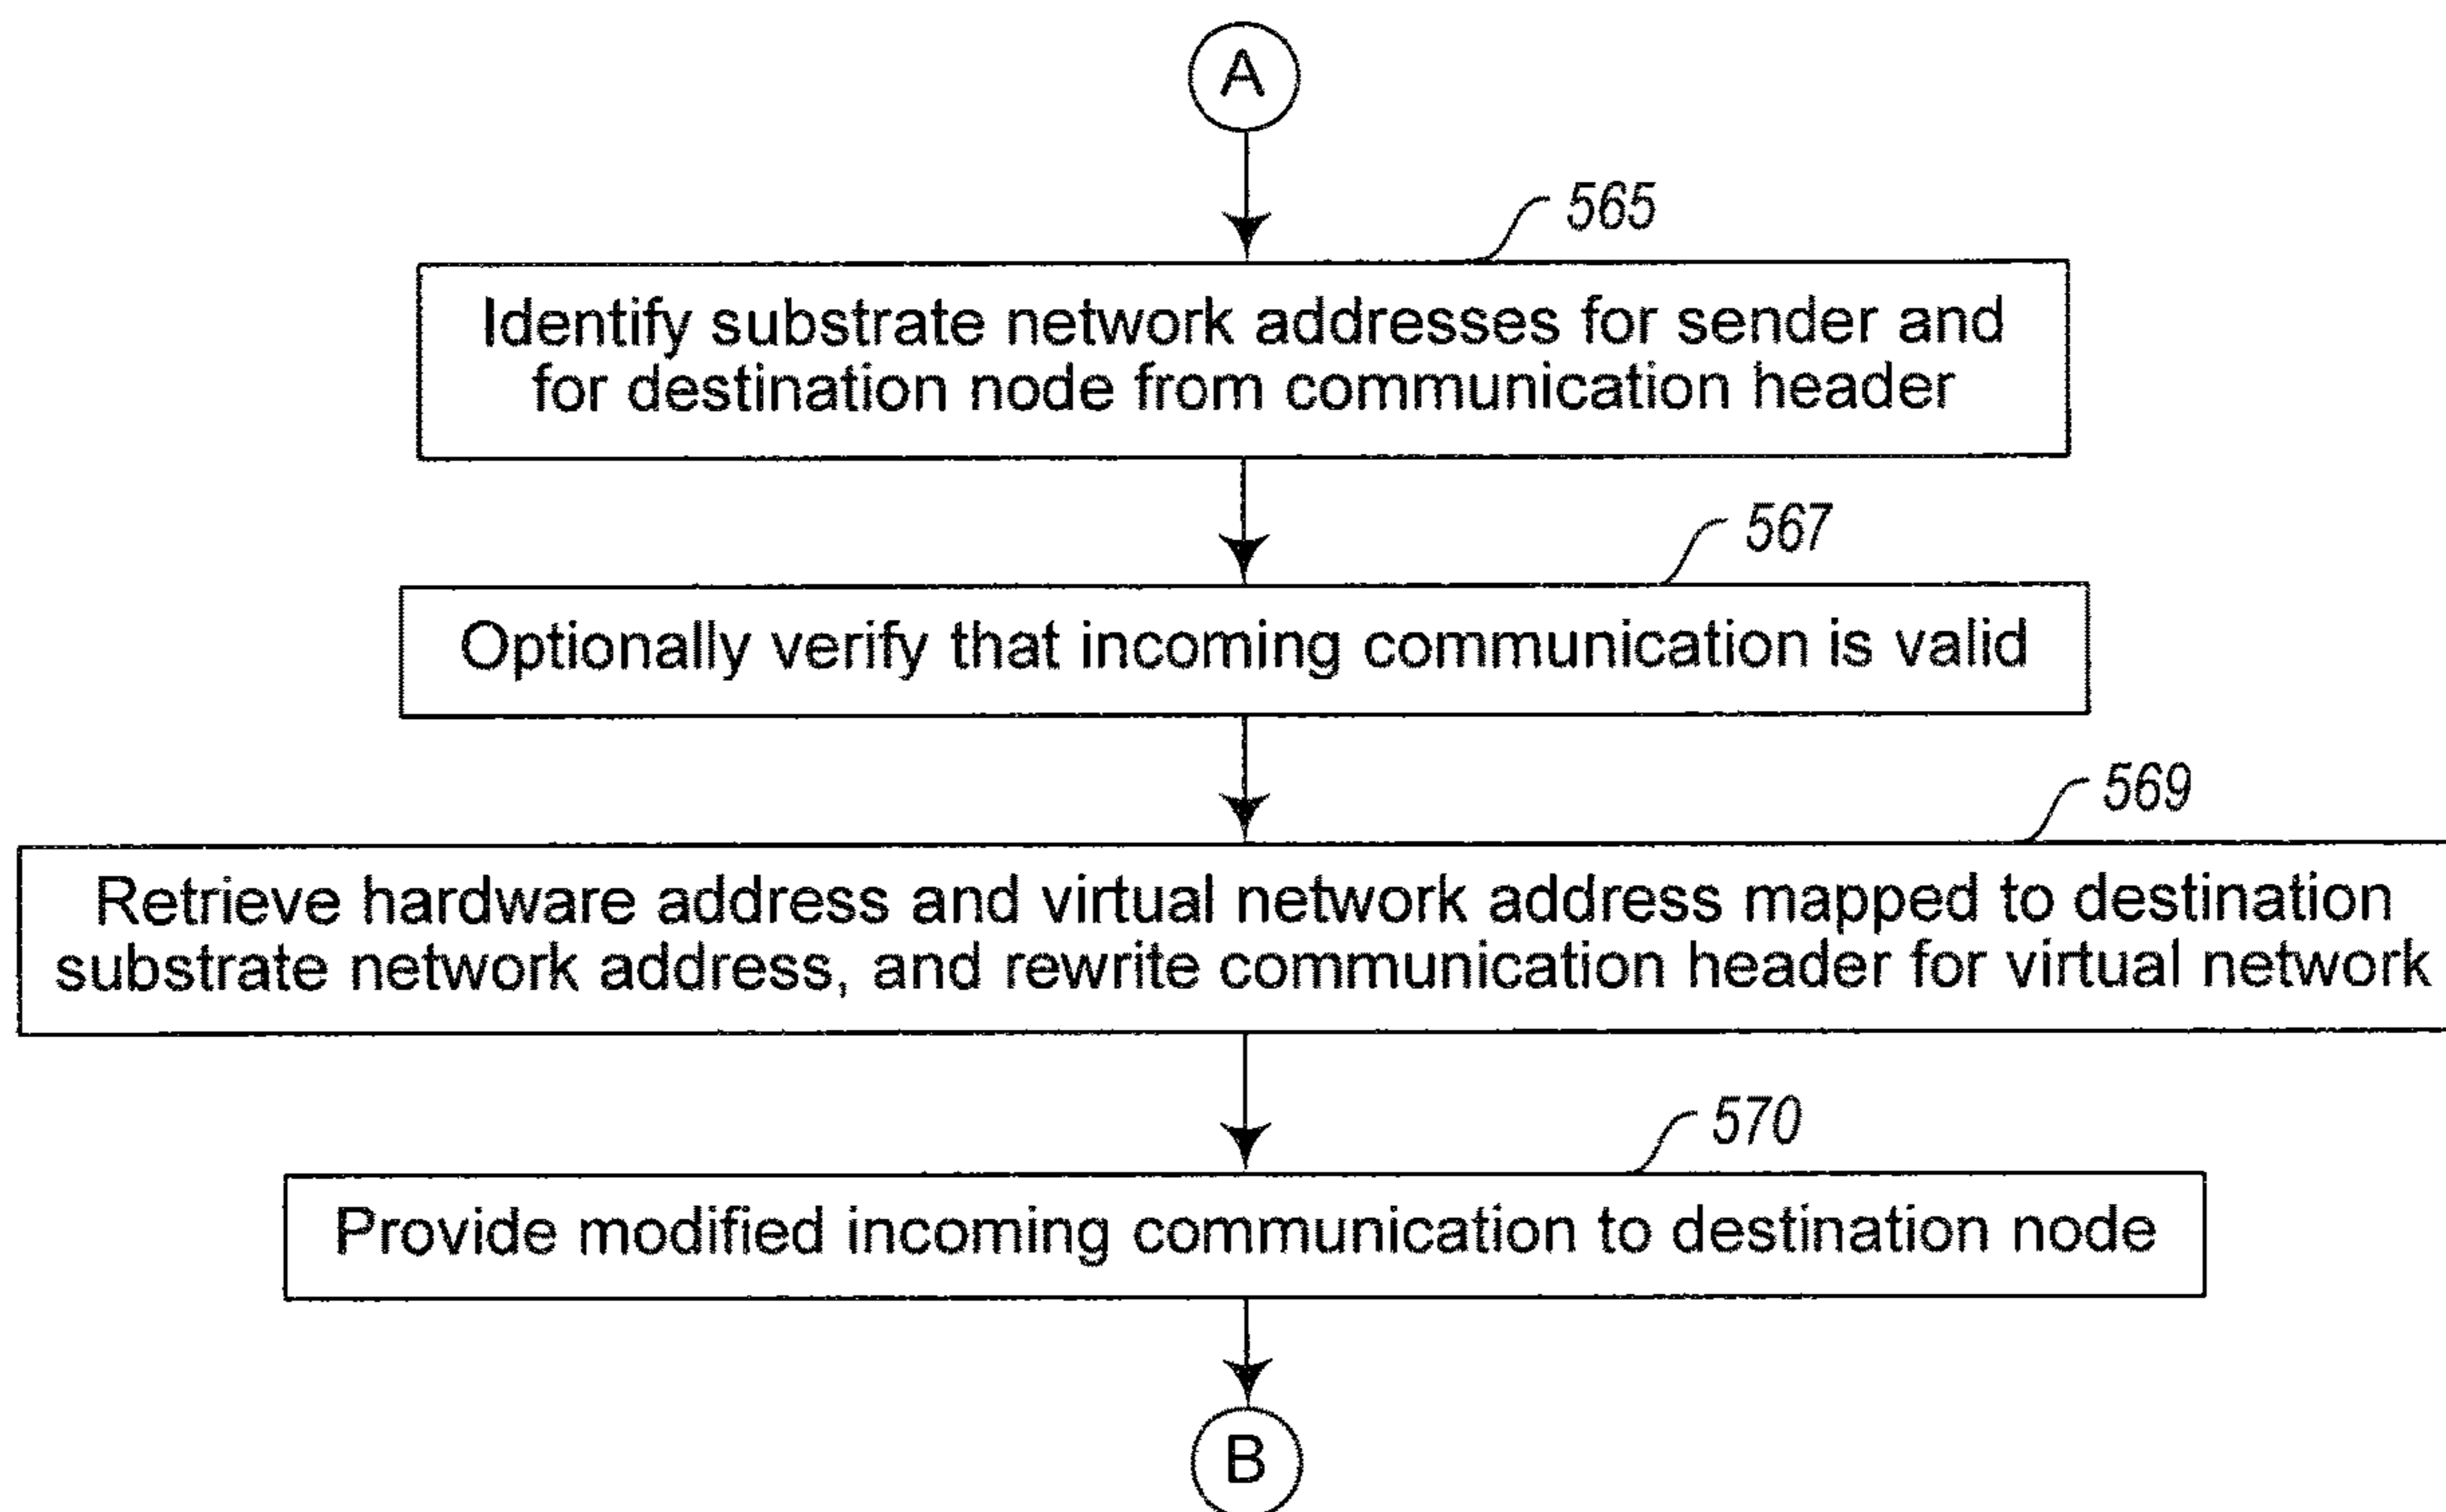 A
565
Identify substrate network addresses for sender and
for destination node from communication header
567
Optionally verify that incoming communication is valid
569
Retrieve hardware address and virtual network address mapped to destination
substrate network address, and rewrite communication header for virtual network
570
Provide modified incoming communication to destination node
B